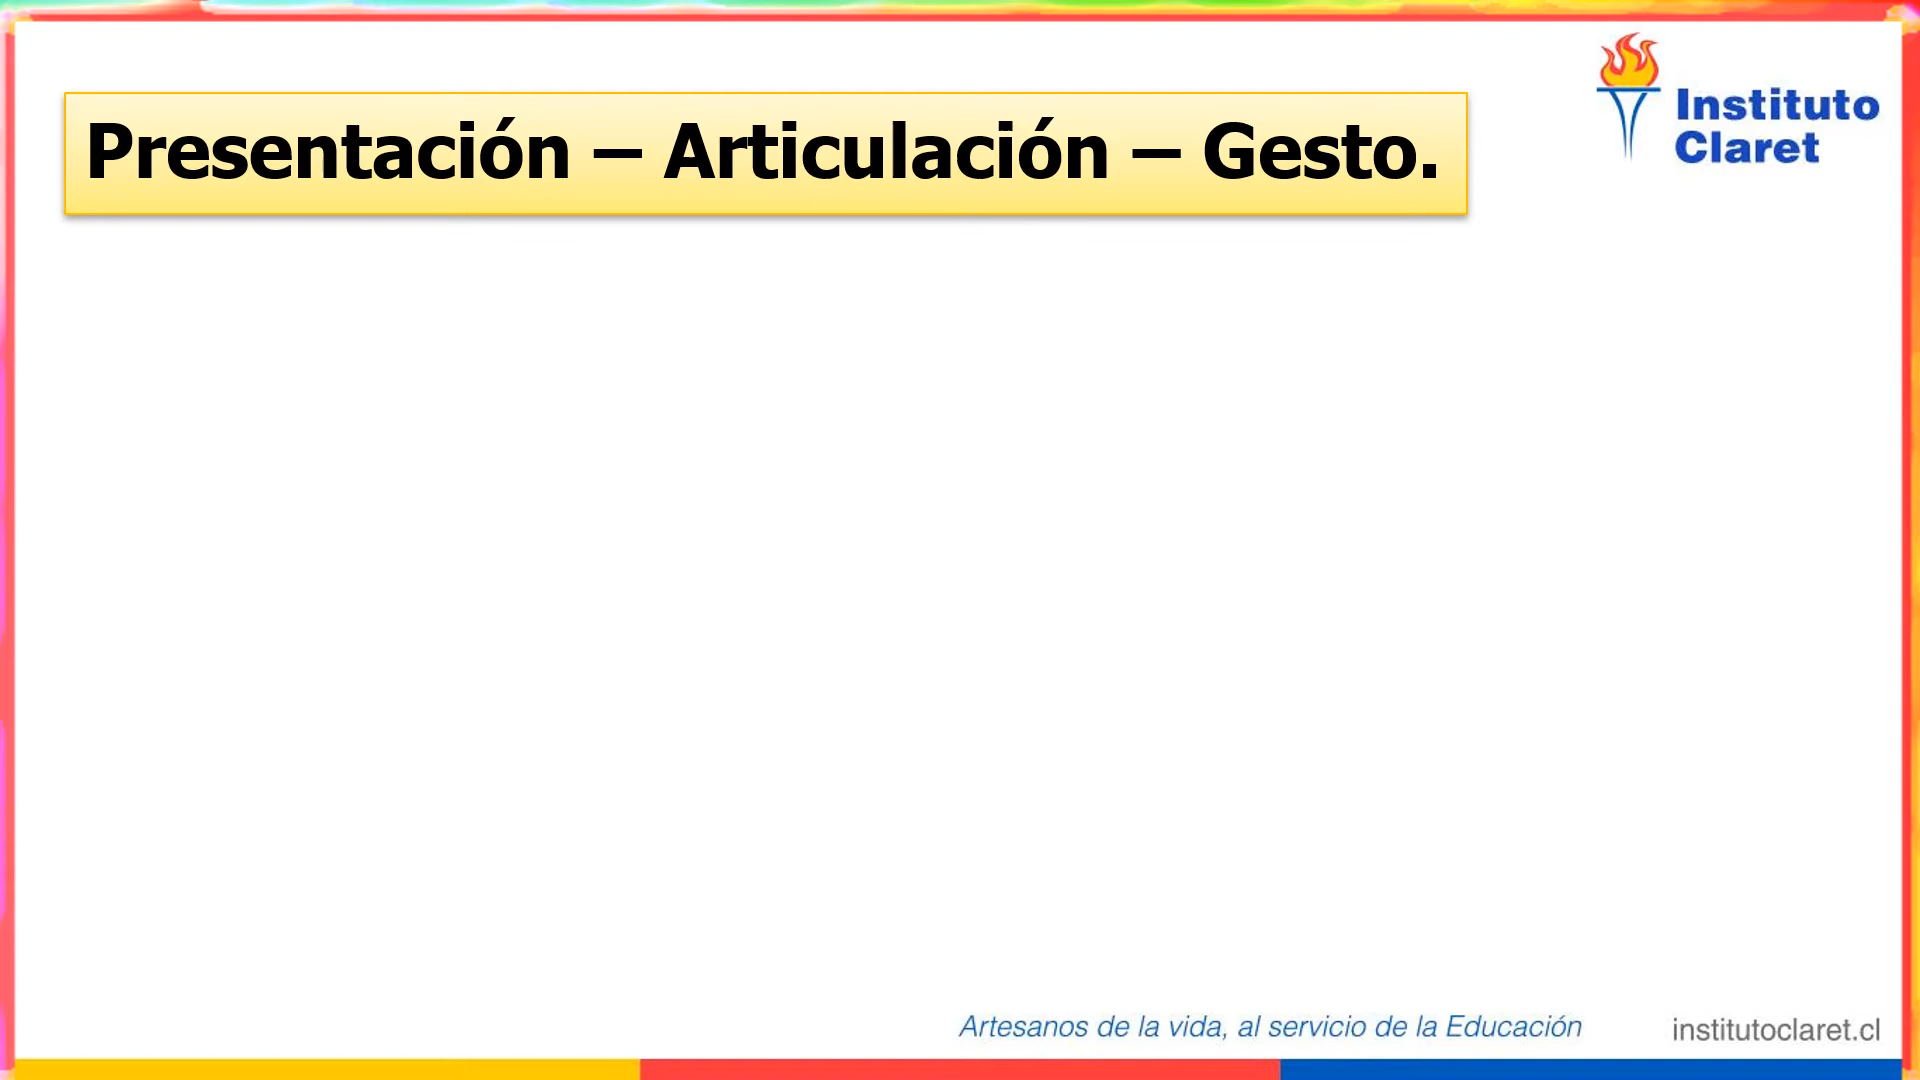 Presentación – Articulación – Gesto.
Instituto
Claret
Artesanos de la vida, al servicio de la Educación
institutoclaret.cl